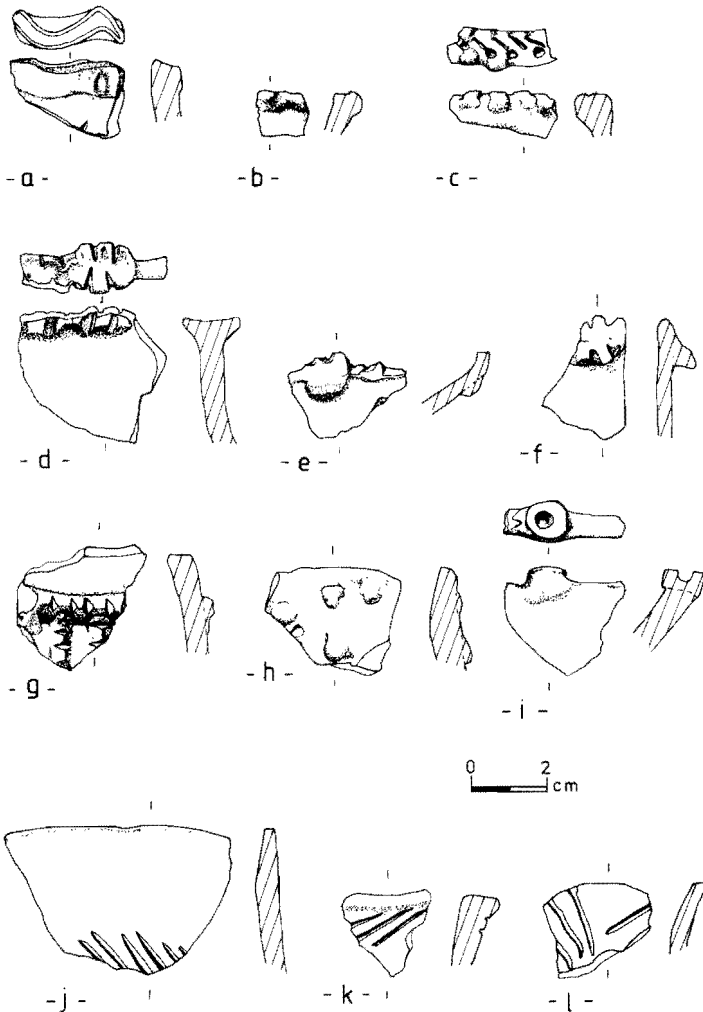 - a -
- b -
- c -
- d -
- e -
- f -
- g -
- h -
- i -
0 2
cm
- j -
- k -
- l -